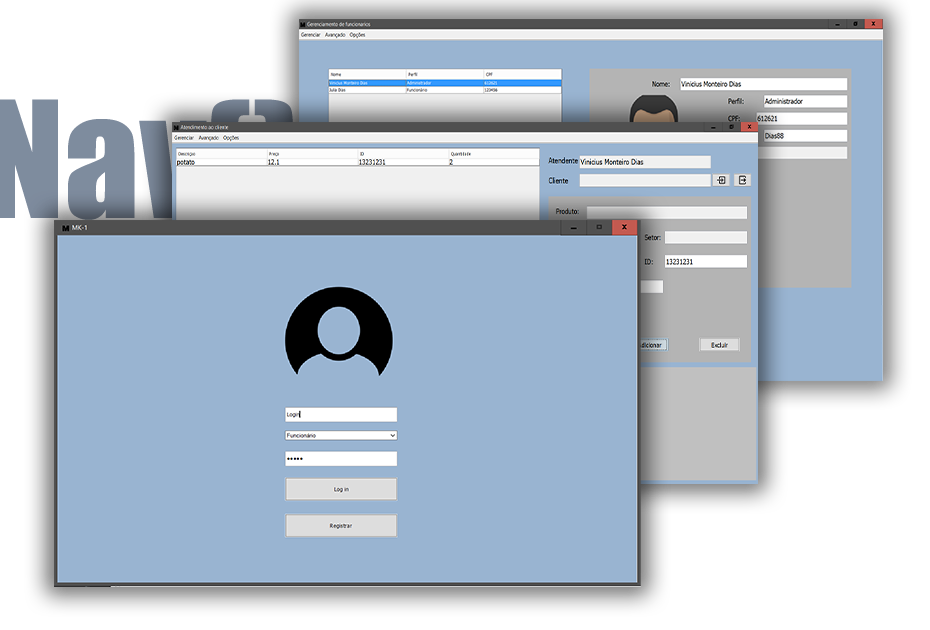 Gerenciamento de funcionarios
Gerenciar Avançado Opções
Nome Perfil CPF
Vinicius Monteiro Dias Administrador 612621
Julia Dias Funcionário 123456
Nome: Vinicius Monteiro Dias
Perfil: Administrador
CPF: 612621
Dias88
Nav
Atendimento ao cliente
Gerenciar Avançado Opções
Descrição Preço ID Quantidade
potato 12.1 13231231 2
Atendente Vinicius Monteiro Dias
Cliente
Produto:
Setor:
ID: 13231231
dicionar Excluir
M MK-1
Login
Funcionário
Log in
Registrar